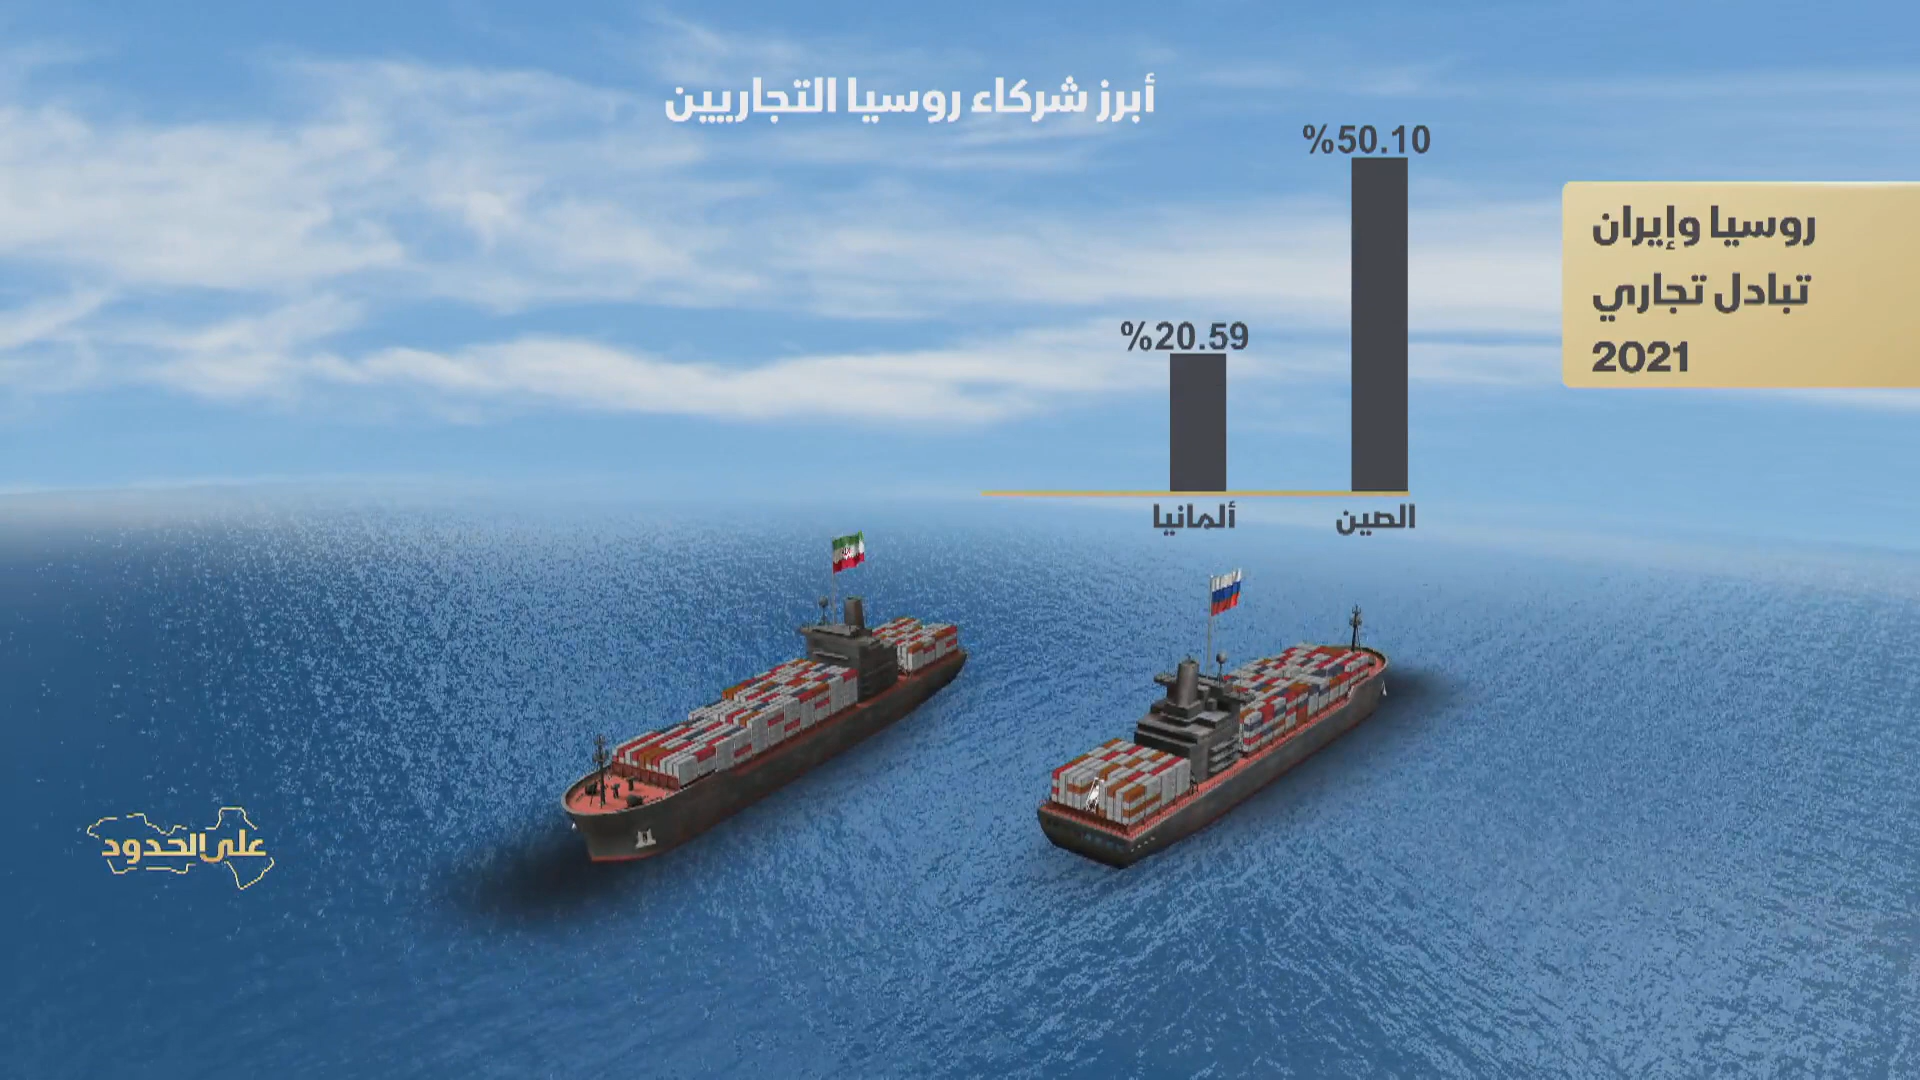 أبرز شركاء روسيا التجاريين
%50.10
%20.59
الصين
ألمانيا
روسيا وإيران
تبادل تجاري
2021
على الحدود